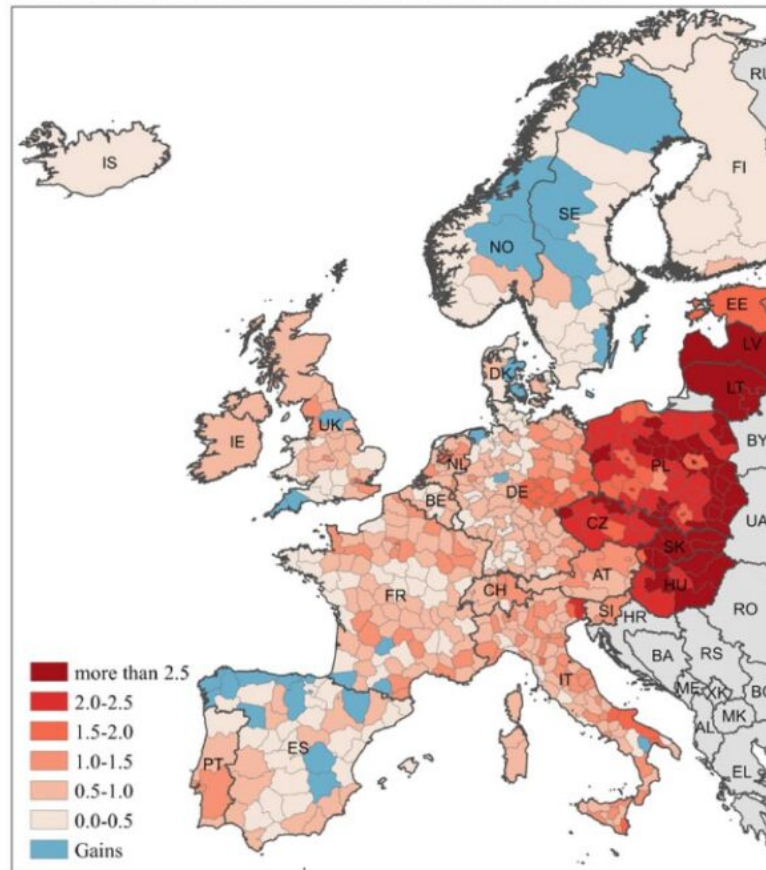 RU
IS
FI
SE
NO
EE
LV
DK
LT
IE
UK
BY
NL
PL
BE
DE
UA
CZ
SK
FR
AT
HU
CH
SI
HR
RO
BA
RS
IT
ME
XK
BG
AL
MK
PT
ES
EL
more than 2.5
2.0-2.5
1.5-2.0
1.0-1.5
0.5-1.0
0.0-0.5
Gains